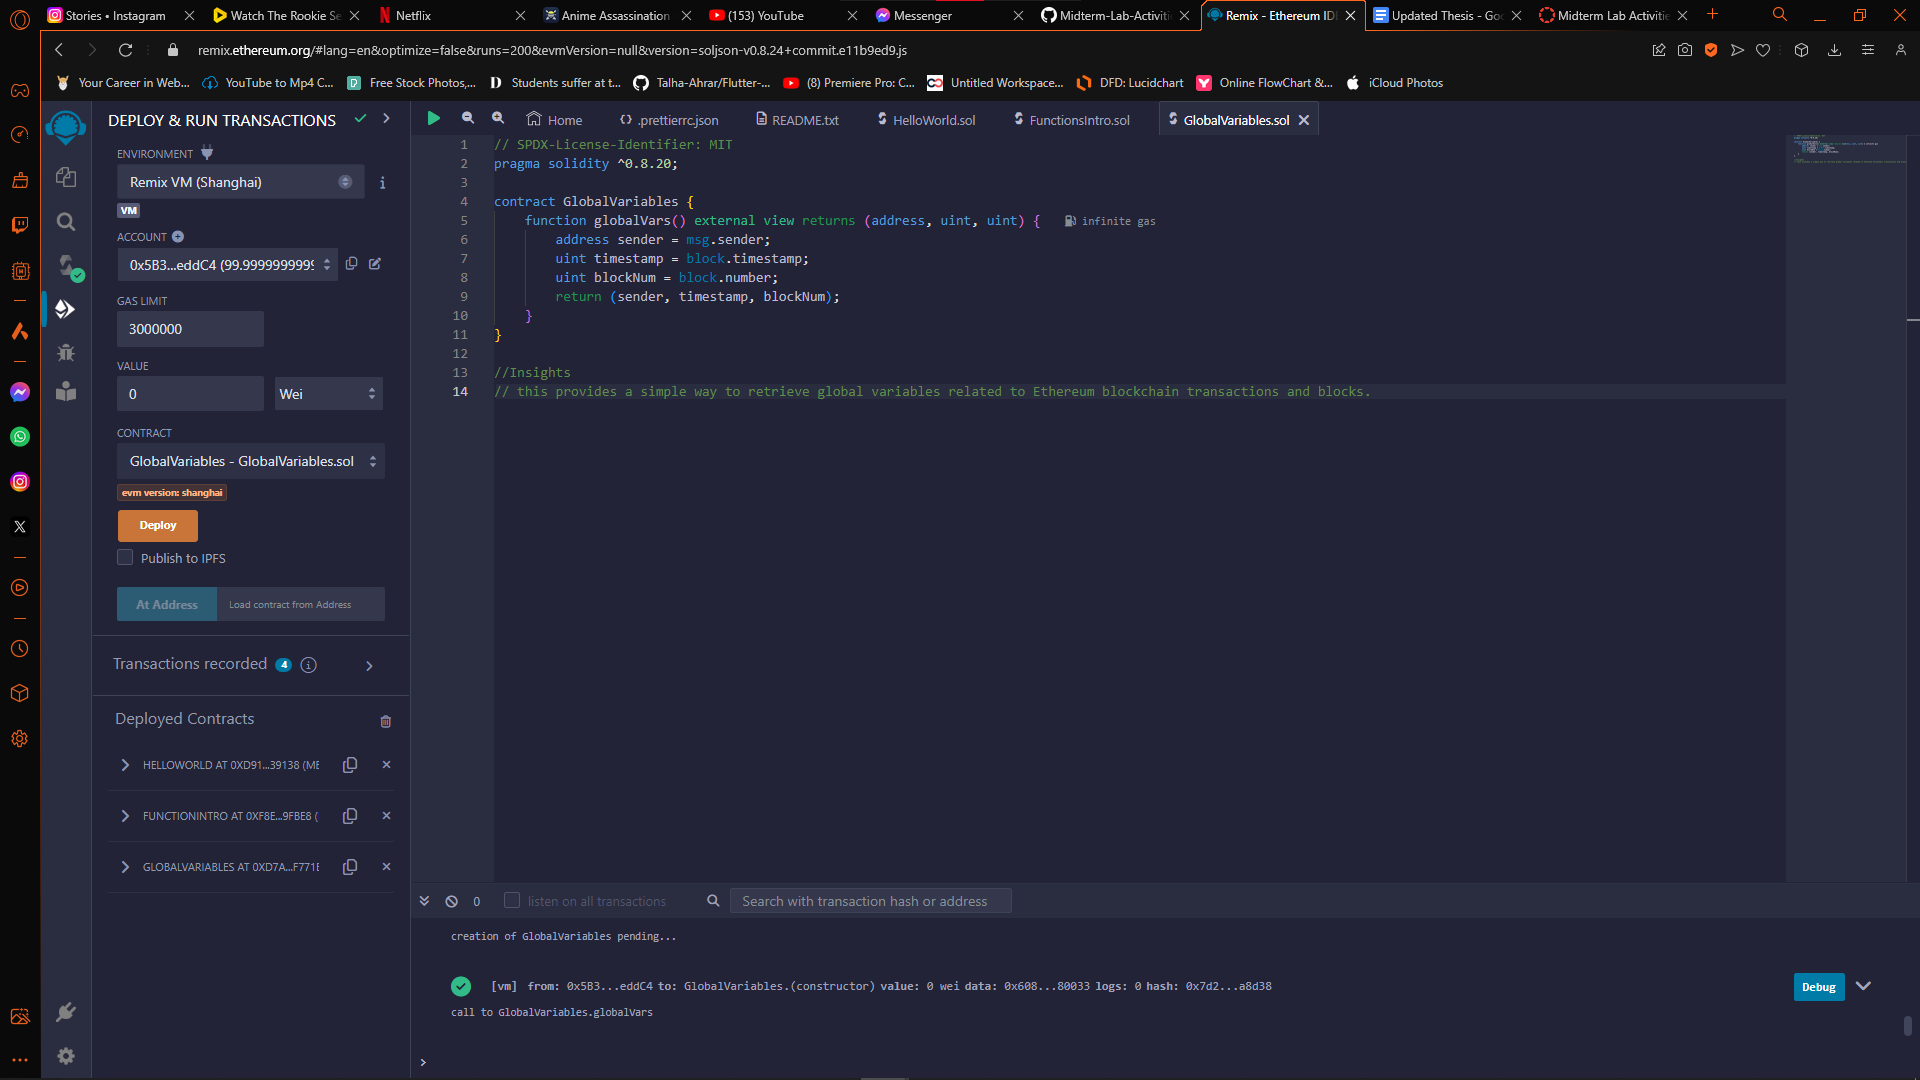 Stories • Instagram
Watch The Rookie Se
Netflix
Anime Assassination
(153) YouTube
Messenger
Midterm-Lab-Activiti
Remix - Ethereum IDE
Updated Thesis - Goo
Midterm Lab Activitie
remix.ethereum.org/#lang=en&optimize=false&runs=200&evmVersion=null&version=soljson-v0.8.24+commit.e11b9ed9.js
Your Career in Web...
YouTube to Mp4 C...
Free Stock Photos,...
Students suffer at t...
Talha-Ahrar/Flutter-...
(8) Premiere Pro: C...
Untitled Workspace...
DFD: Lucidchart
Online FlowChart &...
iCloud Photos
DEPLOY & RUN TRANSACTIONS
ENVIRONMENT
Remix VM (Shanghai)
VM
ACCOUNT
0x5B3...eddC4 (99.9999999999
GAS LIMIT
3000000
VALUE
0
Wei
CONTRACT
GlobalVariables - GlobalVariables.sol
evm version: shanghai
Deploy
Publish to IPFS
At Address
Load contract from Address
Transactions recorded 4
Deployed Contracts
HELLOWORLD AT 0XD91...39138 (ME
FUNCTIONINTRO AT 0XF8E...9FBE8 (
GLOBALVARIABLES AT 0XD7A...F771E
Home
.prettierrc.json
README.txt
HelloWorld.sol
FunctionsIntro.sol
GlobalVariables.sol
1 // SPDX-License-Identifier: MIT
2 pragma solidity ^0.8.20;
3
4 contract GlobalVariables {
5 function globalVars() external view returns (address, uint, uint) { infinite gas
6 address sender = msg.sender;
7 uint timestamp = block.timestamp;
8 uint blockNum = block.number;
9 return (sender, timestamp, blockNum);
10 }
11 }
12
13 //Insights
14 // this provides a simple way to retrieve global variables related to Ethereum blockchain transactions and blocks.
0
listen on all transactions
Search with transaction hash or address
creation of GlobalVariables pending...
[vm] from: 0x5B3...eddC4 to: GlobalVariables.(constructor) value: 0 wei data: 0x608...80033 logs: 0 hash: 0x7d2...a8d38
Debug
call to GlobalVariables.globalVars
>